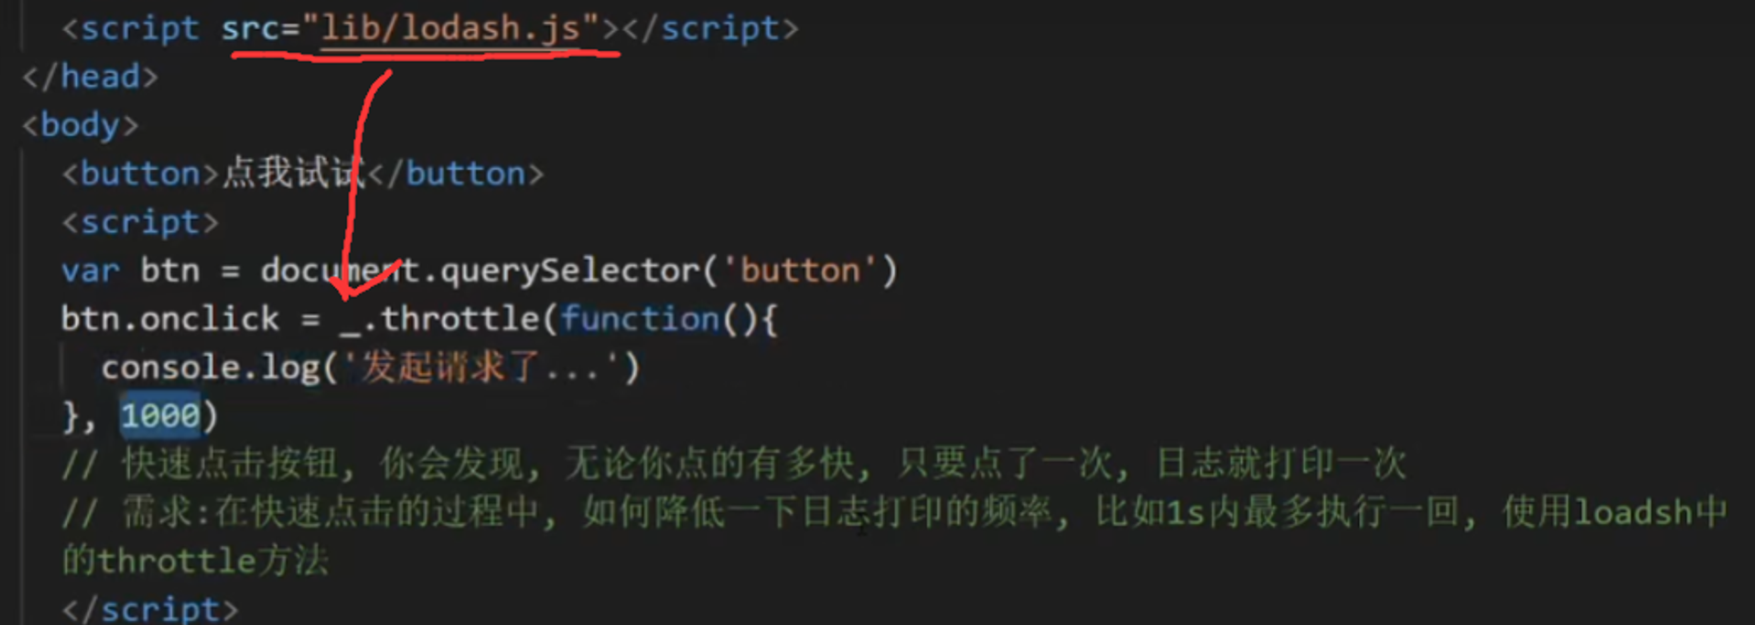 <script src="lib/lodash.js"></script>
</head>
<body>
<button>点我试试</button>
<script>
var btn = document.querySelector('button')
btn.onclick = _.throttle(function(){
console.log('发起请求了...')
}, 1000)
// 快速点击按钮, 你会发现, 无论你点的有多快, 只要点了一次, 日志就打印一次
// 需求:在快速点击的过程中, 如何降低一下日志打印的频率, 比如1s内最多执行一回, 使用loadsh中
的throttle方法
</script>